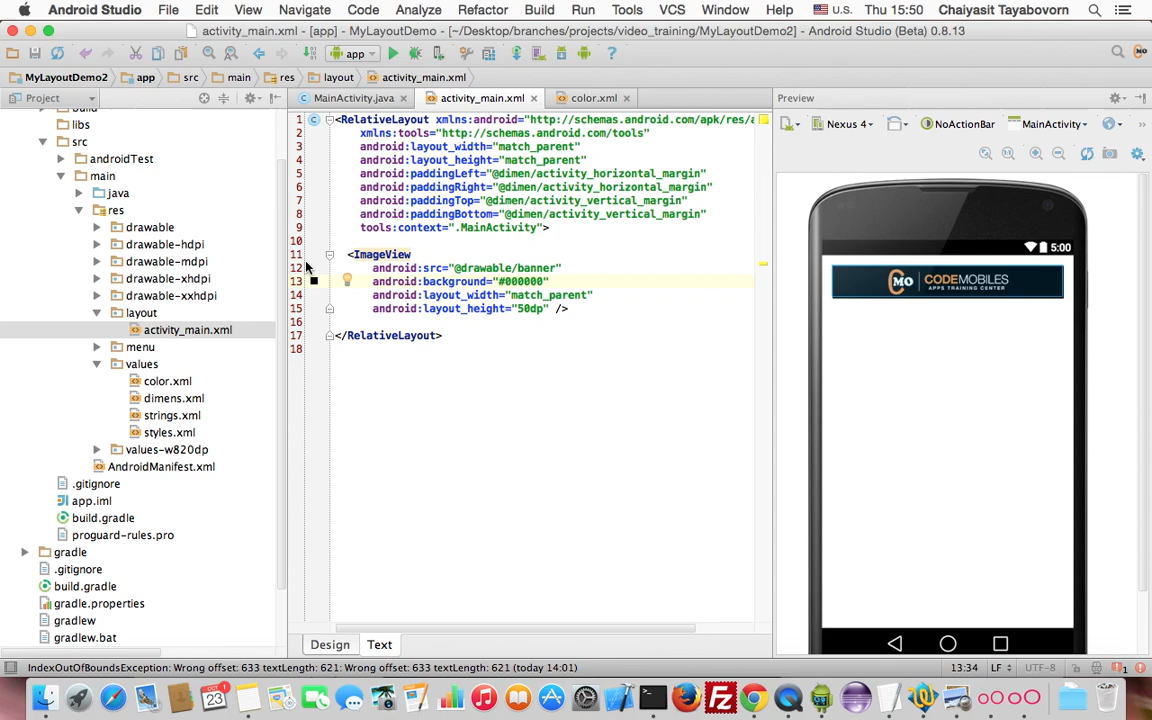 Android Studio File Edit View Navigate Code Analyze Refactor Build Run Tools VCS Window Help U.S. Thu 15:50 Chaiyasit Tayabovorn
activity_main.xml - [app] - MyLayoutDemo - [~/Desktop/branches/projects/video_training/MyLayoutDemo2] - Android Studio (Beta) 0.8.13
app
MyLayoutDemo2 app src main res layout activity_main.xml
Project
MainActivity.java activity_main.xml color.xml
Preview
Nexus 4 NoActionBar MainActivity
libs
src
androidTest
main
java
res
drawable
drawable-hdpi
drawable-mdpi
drawable-xhdpi
drawable-xxhdpi
layout
activity_main.xml
menu
values
color.xml
dimens.xml
strings.xml
styles.xml
values-w820dp
AndroidManifest.xml
.gitignore
app.iml
build.gradle
proguard-rules.pro
gradle
.gitignore
build.gradle
gradle.properties
gradlew
gradlew.bat
1 <RelativeLayout xmlns:android="http://schemas.android.com/apk/res/a
2 xmlns:tools="http://schemas.android.com/tools"
3 android:layout_width="match_parent"
4 android:layout_height="match_parent"
5 android:paddingLeft="@dimen/activity_horizontal_margin"
6 android:paddingRight="@dimen/activity_horizontal_margin"
7 android:paddingTop="@dimen/activity_vertical_margin"
8 android:paddingBottom="@dimen/activity_vertical_margin"
9 tools:context=".MainActivity">
10
11 <ImageView
12 android:src="@drawable/banner"
13 android:background="#000000"
14 android:layout_width="match_parent"
15 android:layout_height="50dp" />
16
17 </RelativeLayout>
18
Design Text
5:00
CMO CODEMOBILES
APPS TRAINING CENTER
IndexOutOfBoundsException: Wrong offset: 633 textLength: 621: Wrong offset: 633 textLength: 621 (today 14:01) 13:34 LF UTF-8
OCT
23